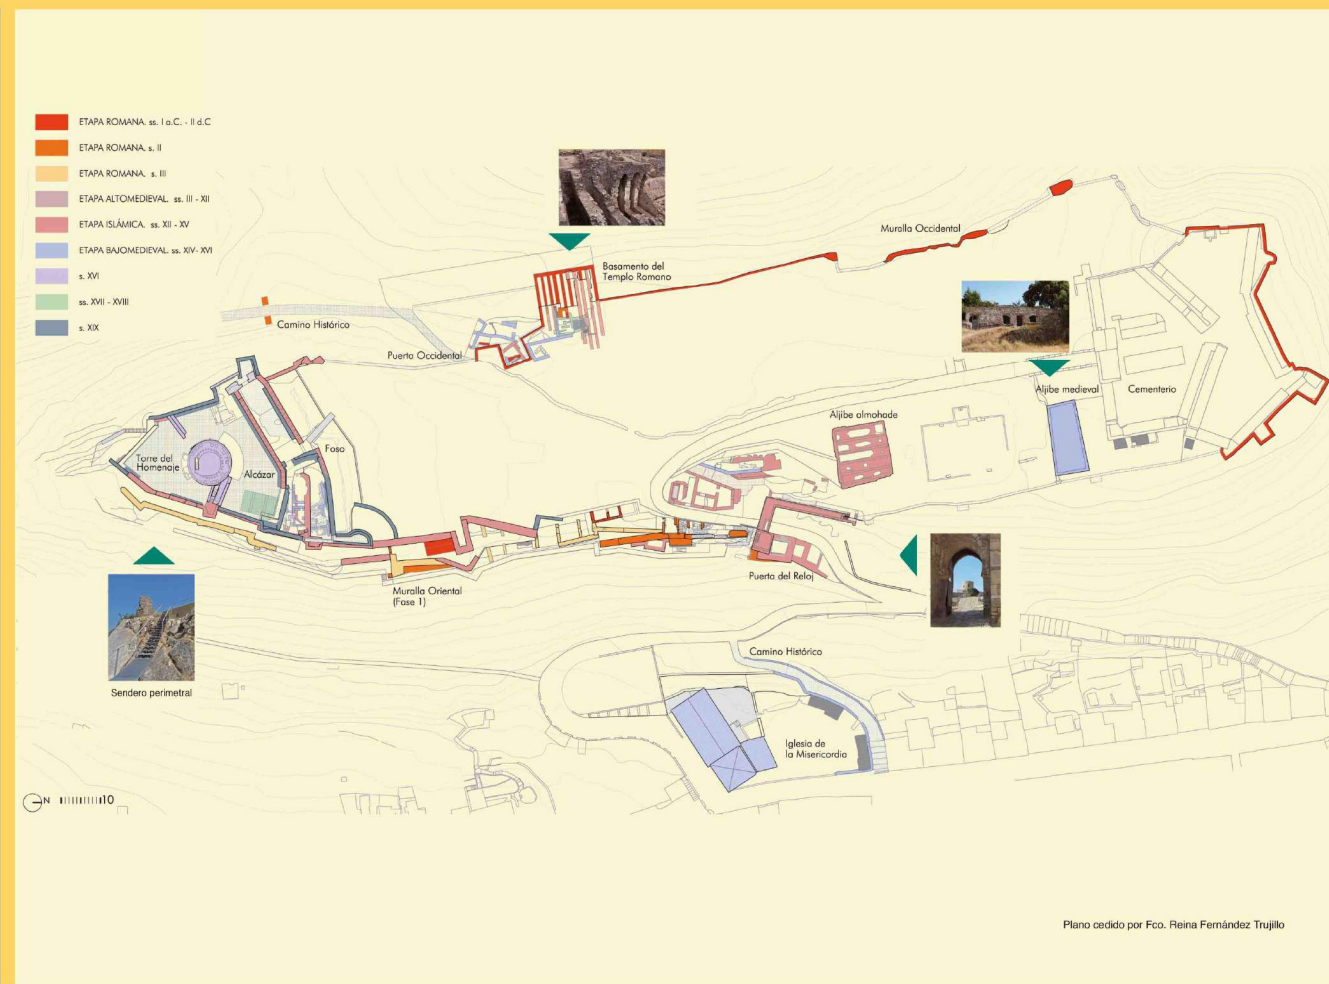 ETAPA ROMANA. ss. I a.C. - II d.C
ETAPA ROMANA. s. II
ETAPA ROMANA. s. III
ETAPA ALTOMEDIEVAL. ss. III - XII
ETAPA ISLÁMICA. ss. XII - XV
ETAPA BAJOMEDIEVAL. ss. XIV- XVI
s. XVI
ss. XVII - XVIII
s. XIX
Muralla Occidental
Basamento del
Templo Romano
Camino Histórico
Puerta Occidental
Aljibe medieval
Cementerio
Aljibe almohade
Foso
Torre del
Homenaje
Alcázar
Puerta del Reloj
Muralla Oriental
(Fase 1)
Camino Histórico
Sendero perimetral
Iglesia de
la Misericordia
N 10
Plano cedido por Fco. Reina Fernández Trujillo